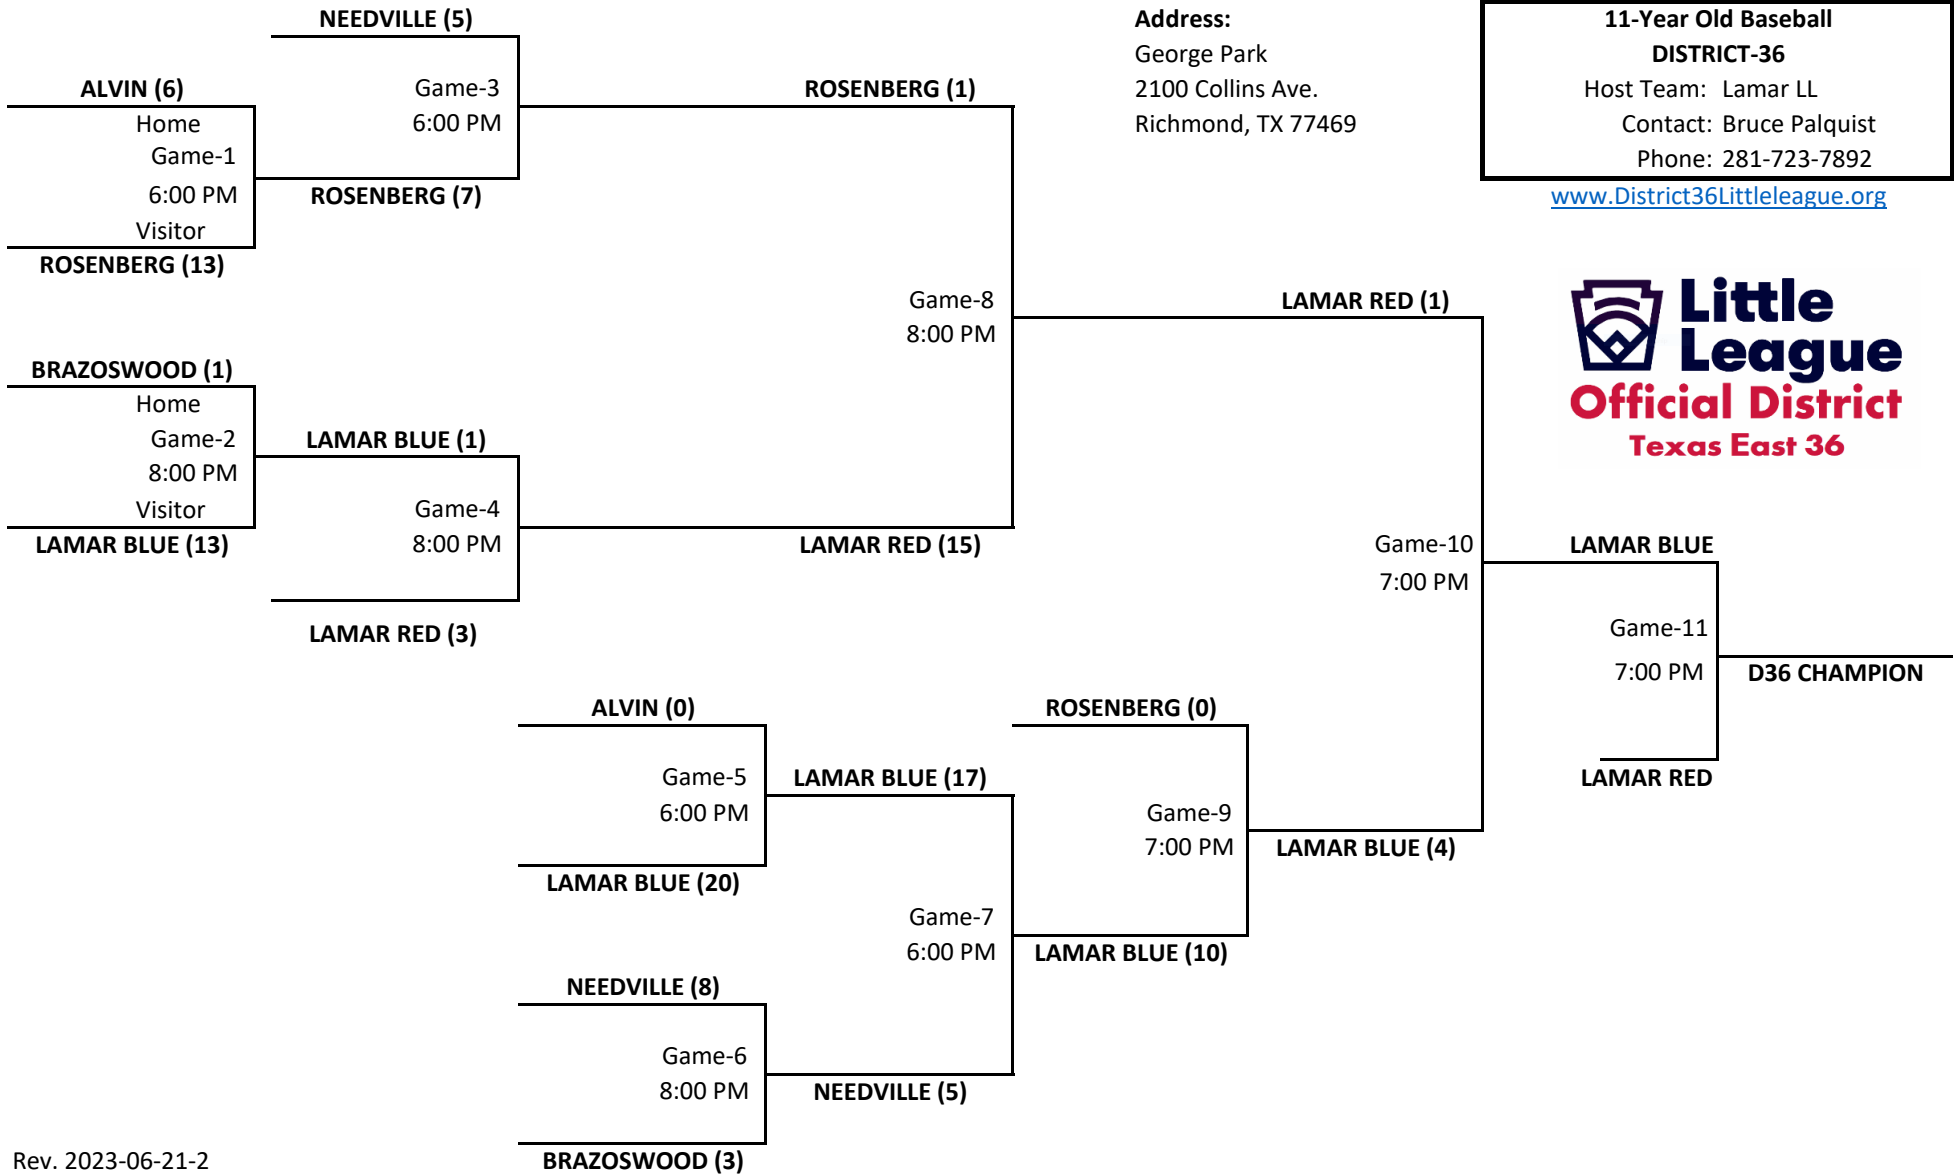 NEEDVILLE (5)
Address:
11-Year Old Baseball
George Park
DISTRICT-36
ALVIN (6)
Game-3
ROSENBERG (1)
2100 Collins Ave.
Host Team: Lamar LL
Home
6:00 PM
Richmond, TX 77469
Contact: Bruce Palquist
Game-1
Phone: 281-723-7892
6:00 PM
ROSENBERG (7)
www.District36Littleleague.org
Visitor
ROSENBERG (13)
Game-8
LAMAR RED (1)
Little
League
Official District
Texas East 36
8:00 PM
BRAZOSWOOD (1)
Home
Game-2
LAMAR BLUE (1)
8:00 PM
Visitor
Game-4
LAMAR BLUE (13)
8:00 PM
LAMAR RED (15)
Game-10
LAMAR BLUE
7:00 PM
LAMAR RED (3)
Game-11
7:00 PM
D36 CHAMPION
ALVIN (0)
ROSENBERG (0)
Game-5
LAMAR BLUE (17)
LAMAR RED
6:00 PM
Game-9
7:00 PM
LAMAR BLUE (4)
LAMAR BLUE (20)
Game-7
6:00 PM
LAMAR BLUE (10)
NEEDVILLE (8)
Game-6
8:00 PM
NEEDVILLE (5)
Rev. 2023-06-21-2
BRAZOSWOOD (3)